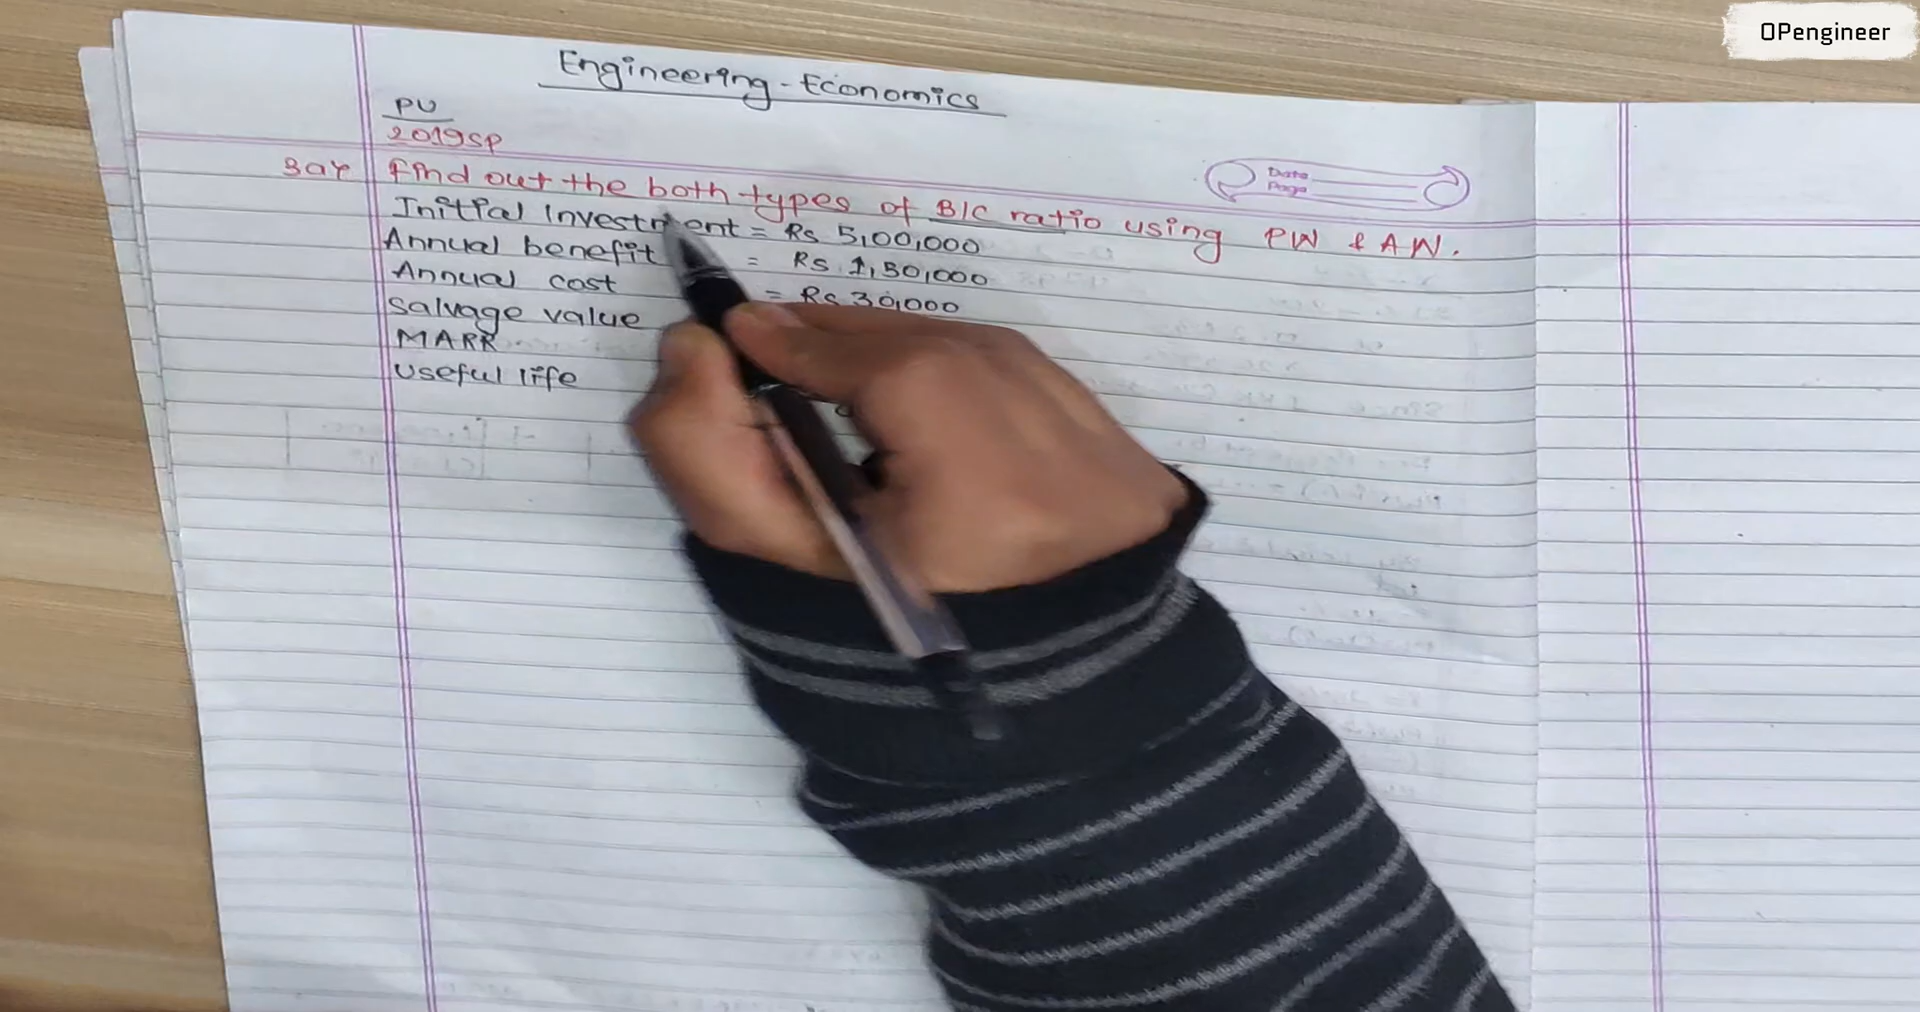 OPengineer
Engineering - Economics
PU
2019SP
3a4 find out the both types of B/C ratio using PW & AW.
Date
Page
Initial Investment = Rs 5,00,000
Annual benefit = Rs 1,50,000
Annual cost = Rs 30,000
Salvage value
MARR
Useful life